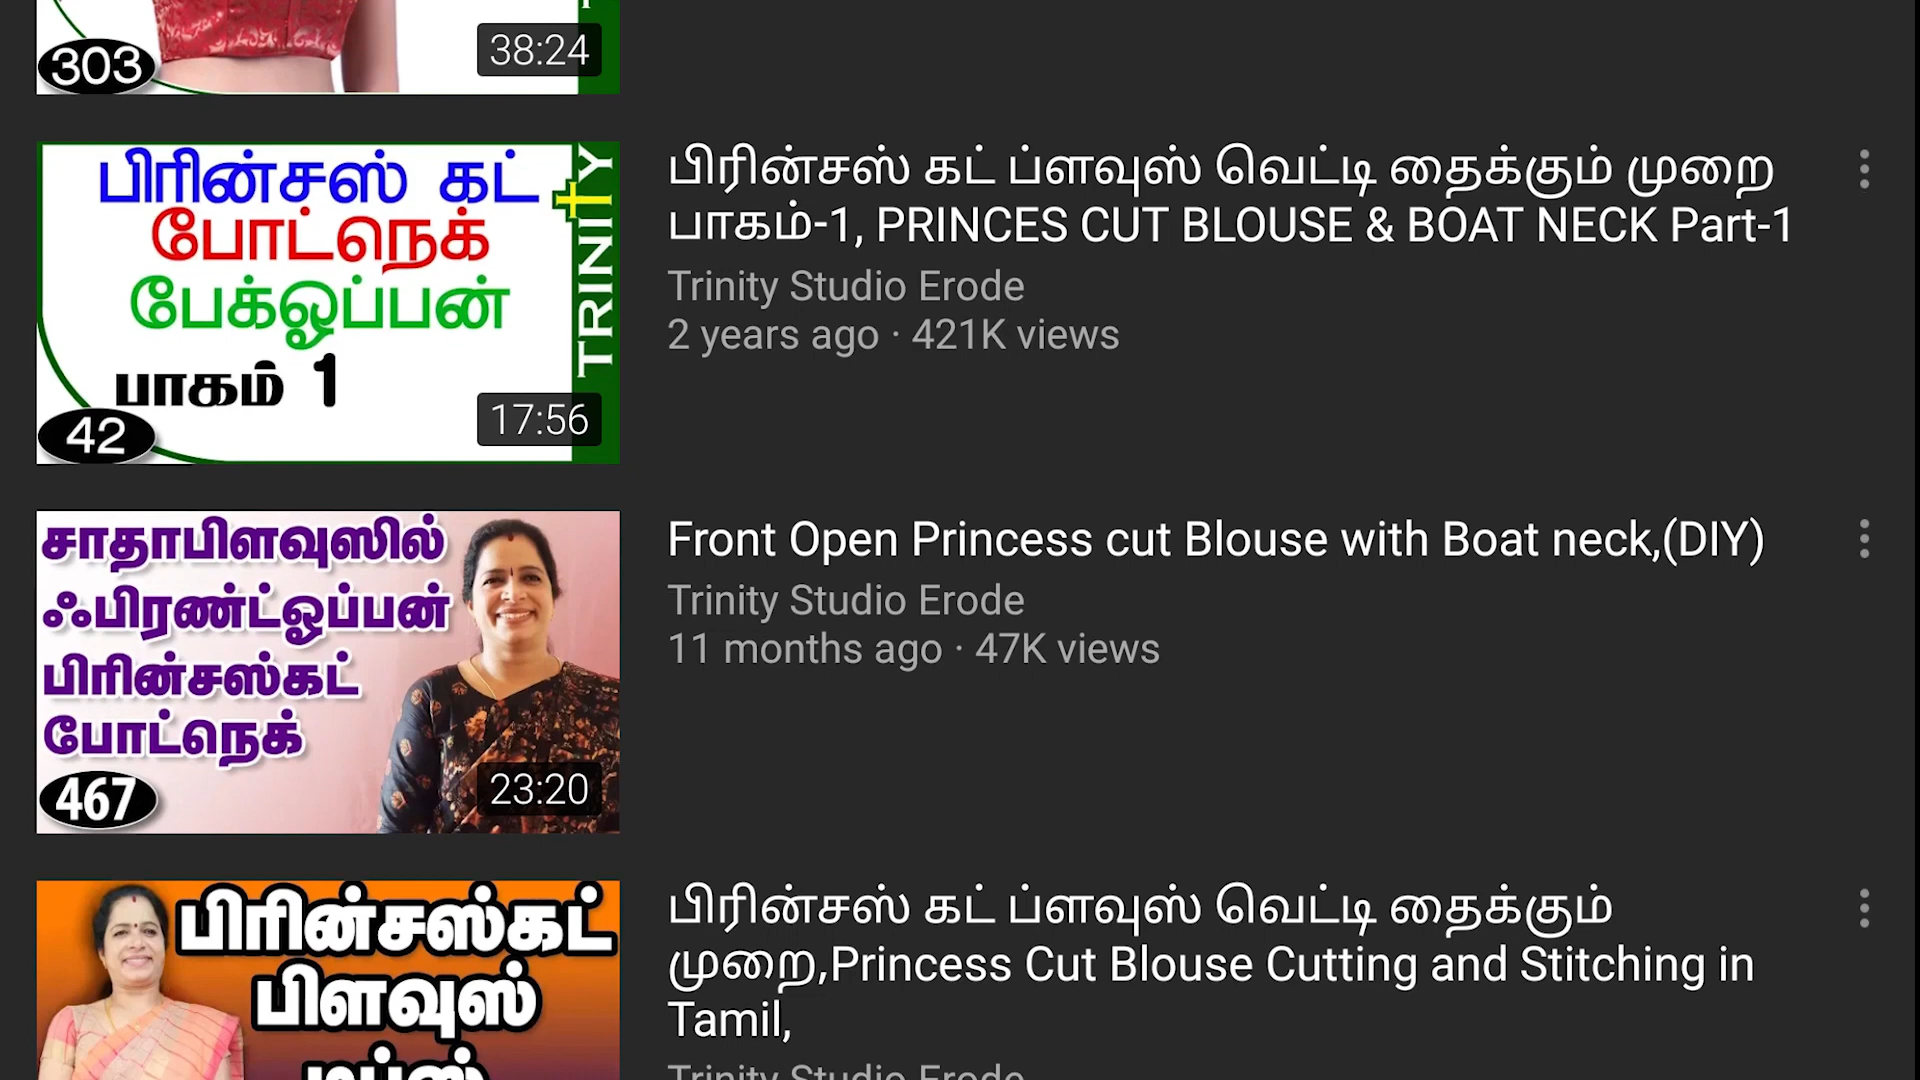 303
38:24
பிரின்சஸ் கட்
போட்நெக்
பேக்ஓப்பன்
பாகம் 1
42
TRINITY
17:56
பிரின்சஸ் கட் ப்ளவுஸ் வெட்டி தைக்கும் முறை
பாகம்-1, PRINCES CUT BLOUSE & BOAT NECK Part-1
Trinity Studio Erode
2 years ago · 421K views
சாதாபிளவுஸில்
ஃபிரண்ட்ஓப்பன்
பிரின்சஸ்கட்
போட்நெக்
467
23:20
Front Open Princess cut Blouse with Boat neck,(DIY)
Trinity Studio Erode
11 months ago · 47K views
பிரின்சஸ்கட்
பிளவுஸ்
பிரின்சஸ் கட் ப்ளவுஸ் வெட்டி தைக்கும்
முறை,Princess Cut Blouse Cutting and Stitching in
Tamil,
Trinity Studio Erode